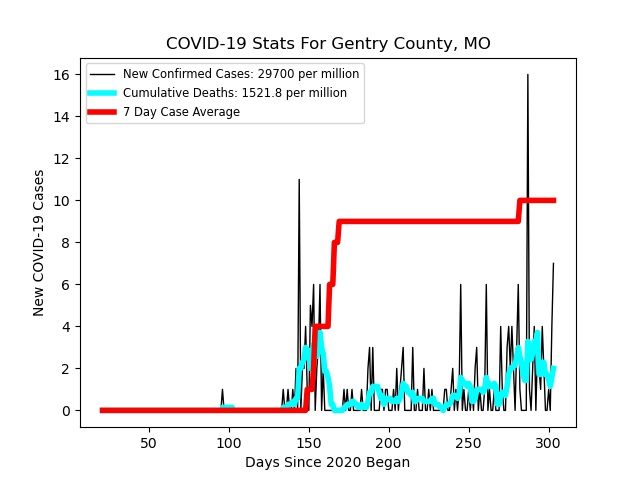 COVID-19 Stats For Gentry County, MO
New Confirmed Cases: 29700 per million
Cumulative Deaths: 1521.8 per million
7 Day Case Average
New COVID-19 Cases
16
14
12
10
8
6
4
2
0
50 100 150 200 250 300
Days Since 2020 Began